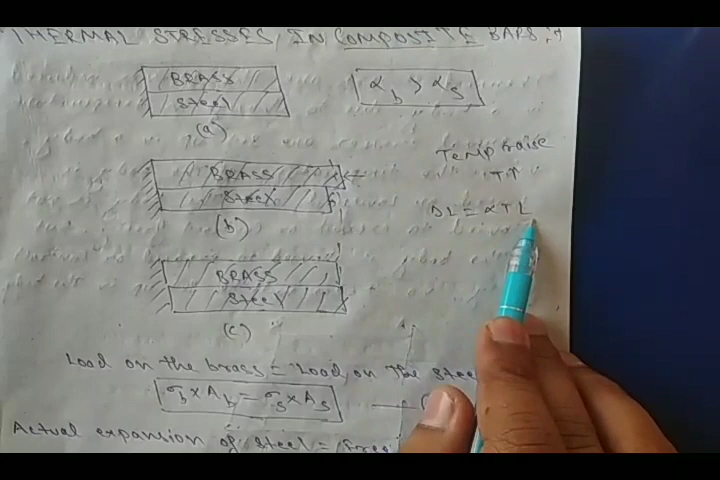 THERMAL STRESSES IN COMPOSITE BARS :-
BRASS
Steel
(a)
αb > αs
BRASS
Steel
(b)
Temp raise
T↑
ΔL = αTL
BRASS
Steel
(c)
Load on the brass = Load on the steel
σb × Ab = σs × As
Actual expansion of steel = free